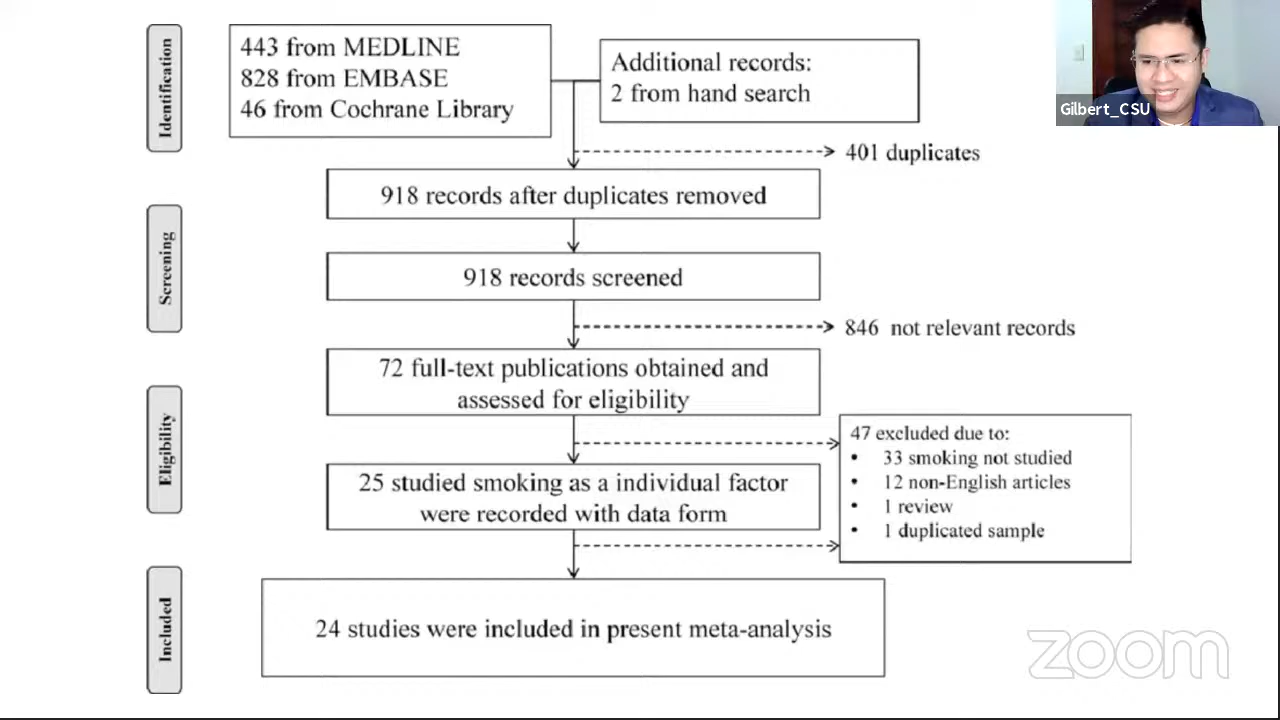 Identification
443 from MEDLINE
828 from EMBASE
46 from Cochrane Library
Additional records:
2 from hand search
Gilbert_CSU
401 duplicates
918 records after duplicates removed
Screening
918 records screened
846 not relevant records
72 full-text publications obtained and
assessed for eligibility
Eligibility
47 excluded due to:
• 33 smoking not studied
• 12 non-English articles
• 1 review
• 1 duplicated sample
25 studied smoking as a individual factor
were recorded with data form
Included
24 studies were included in present meta-analysis
zoom